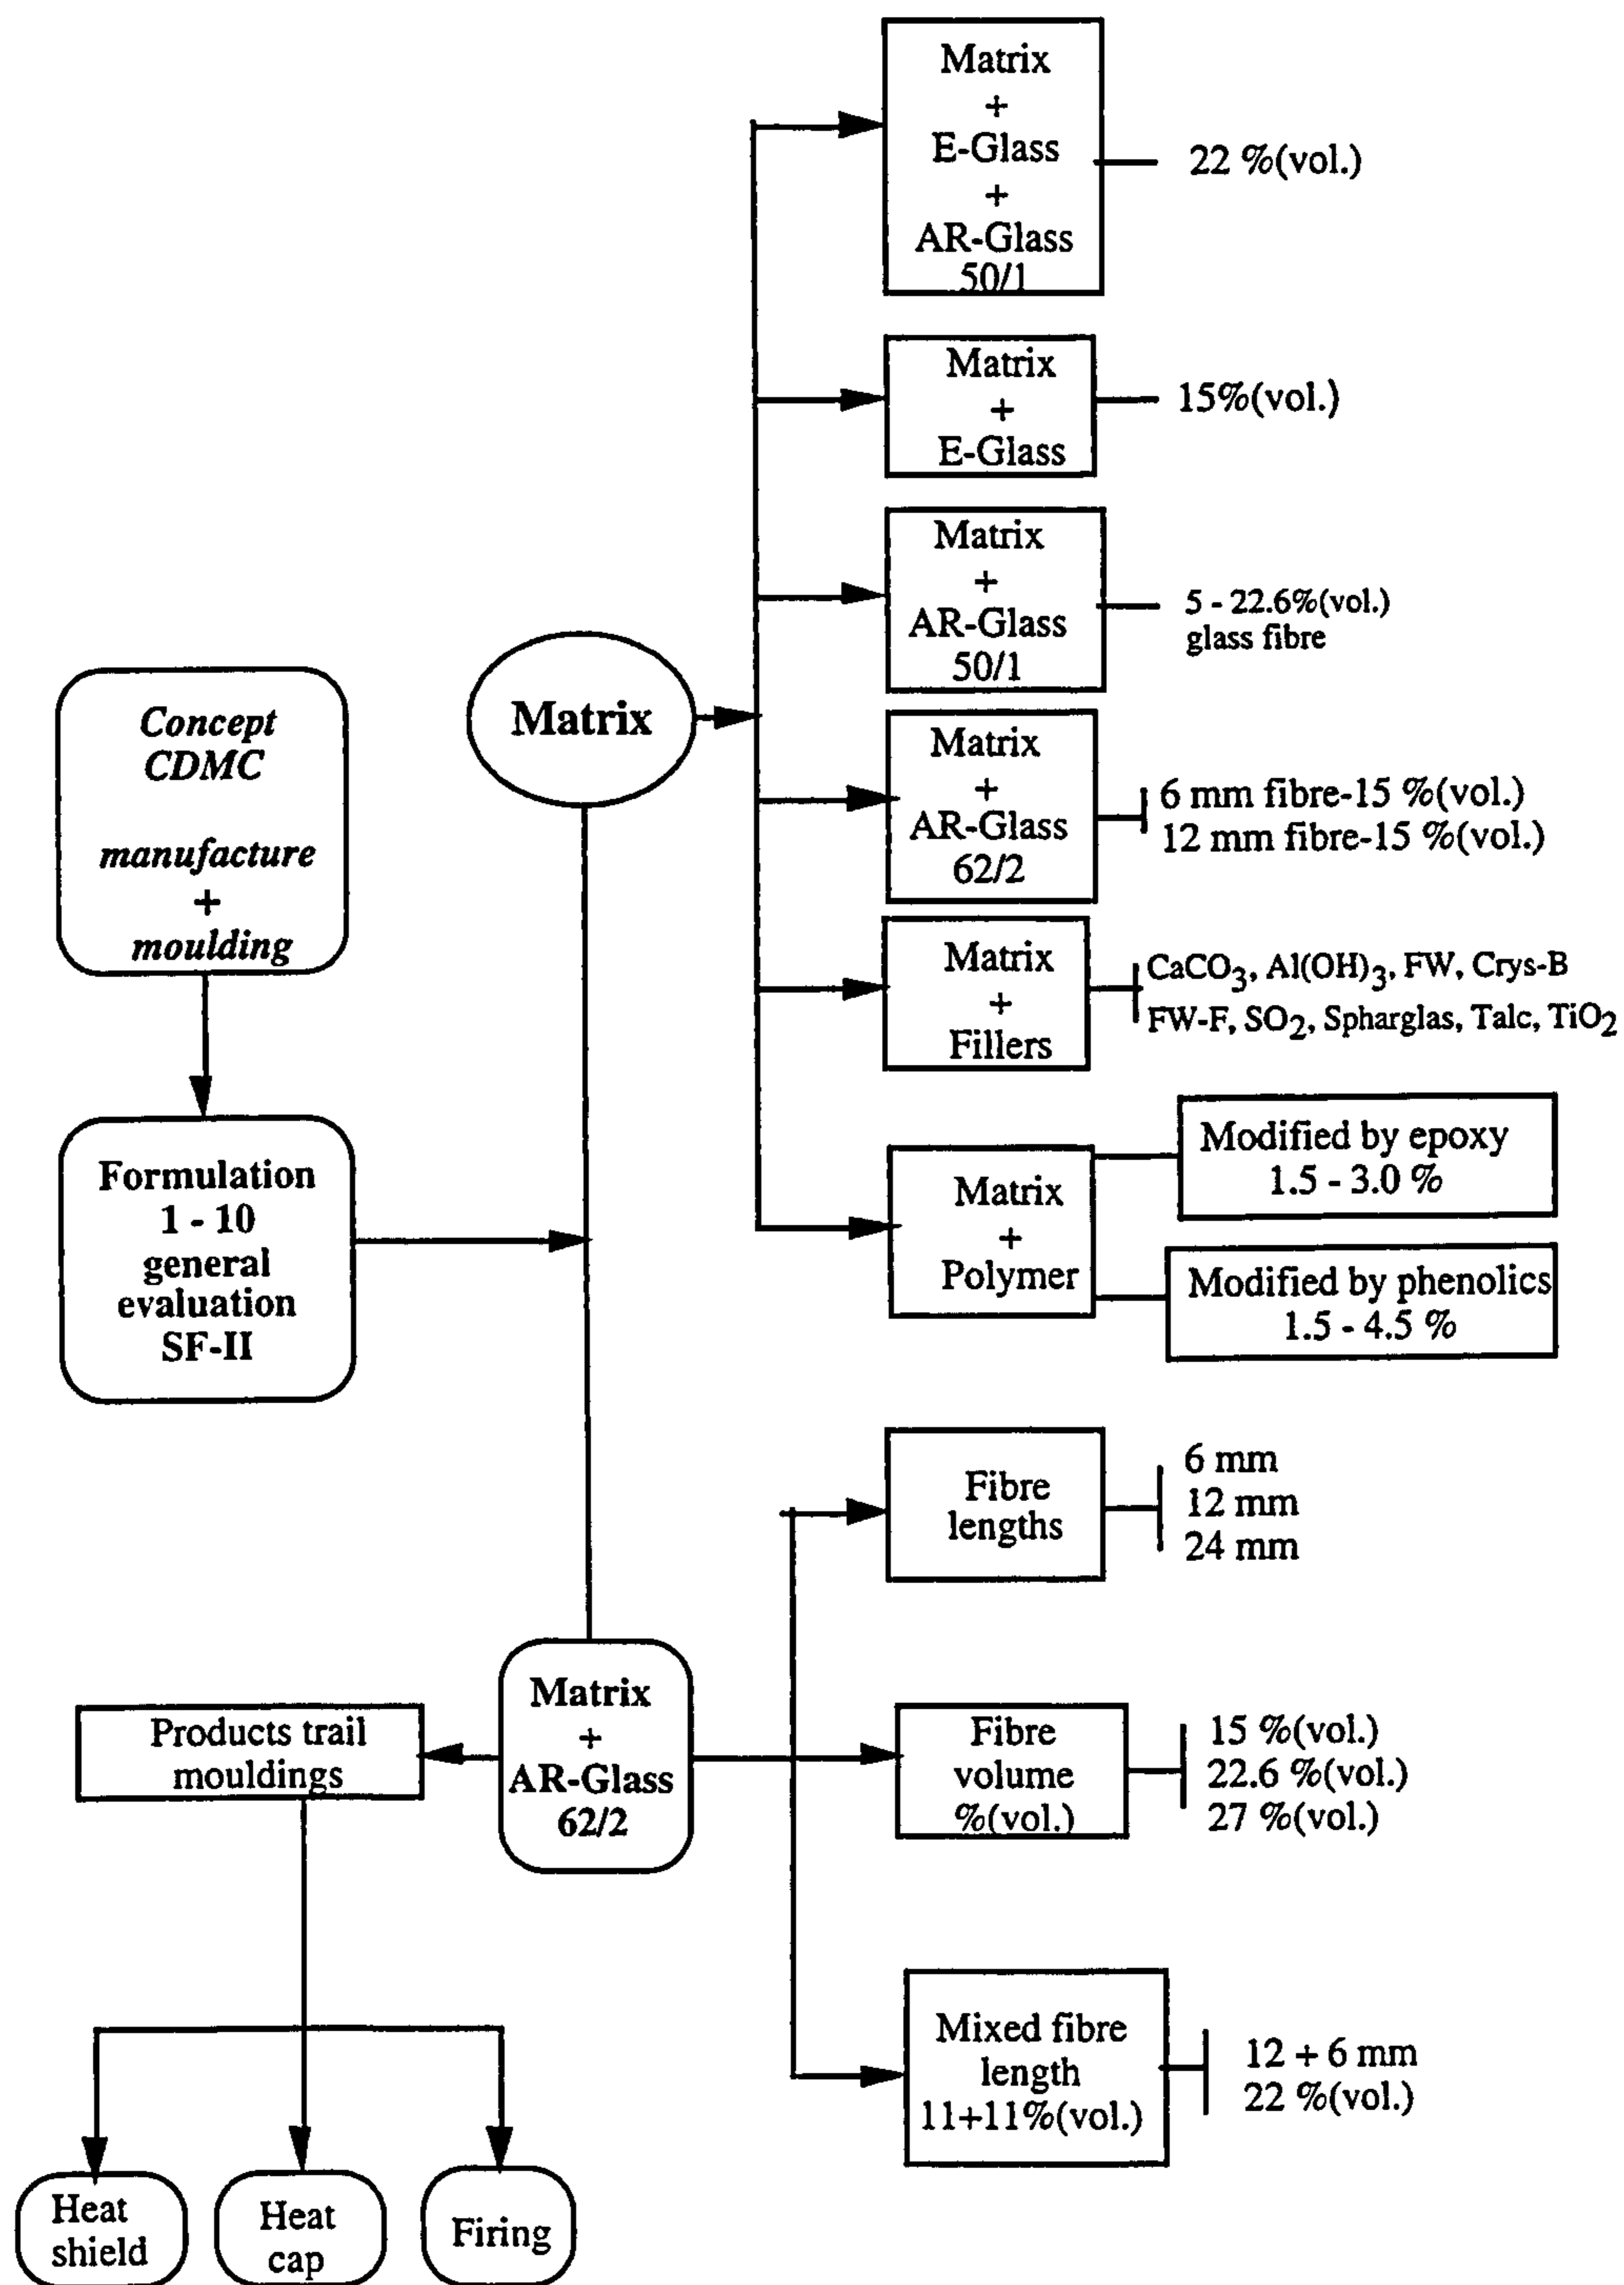 Matrix
+
E-Glass
+
AR-Glass
50/1
22 %(vol.)
Matrix
+
E-Glass
15%(vol.)
Matrix
+
AR-Glass
50/1
5 - 22.6%(vol.)
glass fibre
Concept
CDMC
manufacture
+
moulding
Matrix
Matrix
+
AR-Glass
62/2
6 mm fibre-15 %(vol.)
12 mm fibre-15 %(vol.)
Matrix
+
Fillers
CaCO₃, Al(OH)₃, FW, Crys-B
FW-F, SO₂, Spharglas, Talc, TiO₂
Formulation
1 - 10
general
evaluation
SF-II
Matrix
+
Polymer
Modified by epoxy
1.5 - 3.0 %
Modified by phenolics
1.5 - 4.5 %
Fibre
lengths
6 mm
12 mm
24 mm
Products trail
mouldings
Matrix
+
AR-Glass
62/2
Fibre
volume
%(vol.)
15 %(vol.)
22.6 %(vol.)
27 %(vol.)
Mixed fibre
length
11+11%(vol.)
12 + 6 mm
22 %(vol.)
Heat
shield
Heat
cap
Firing